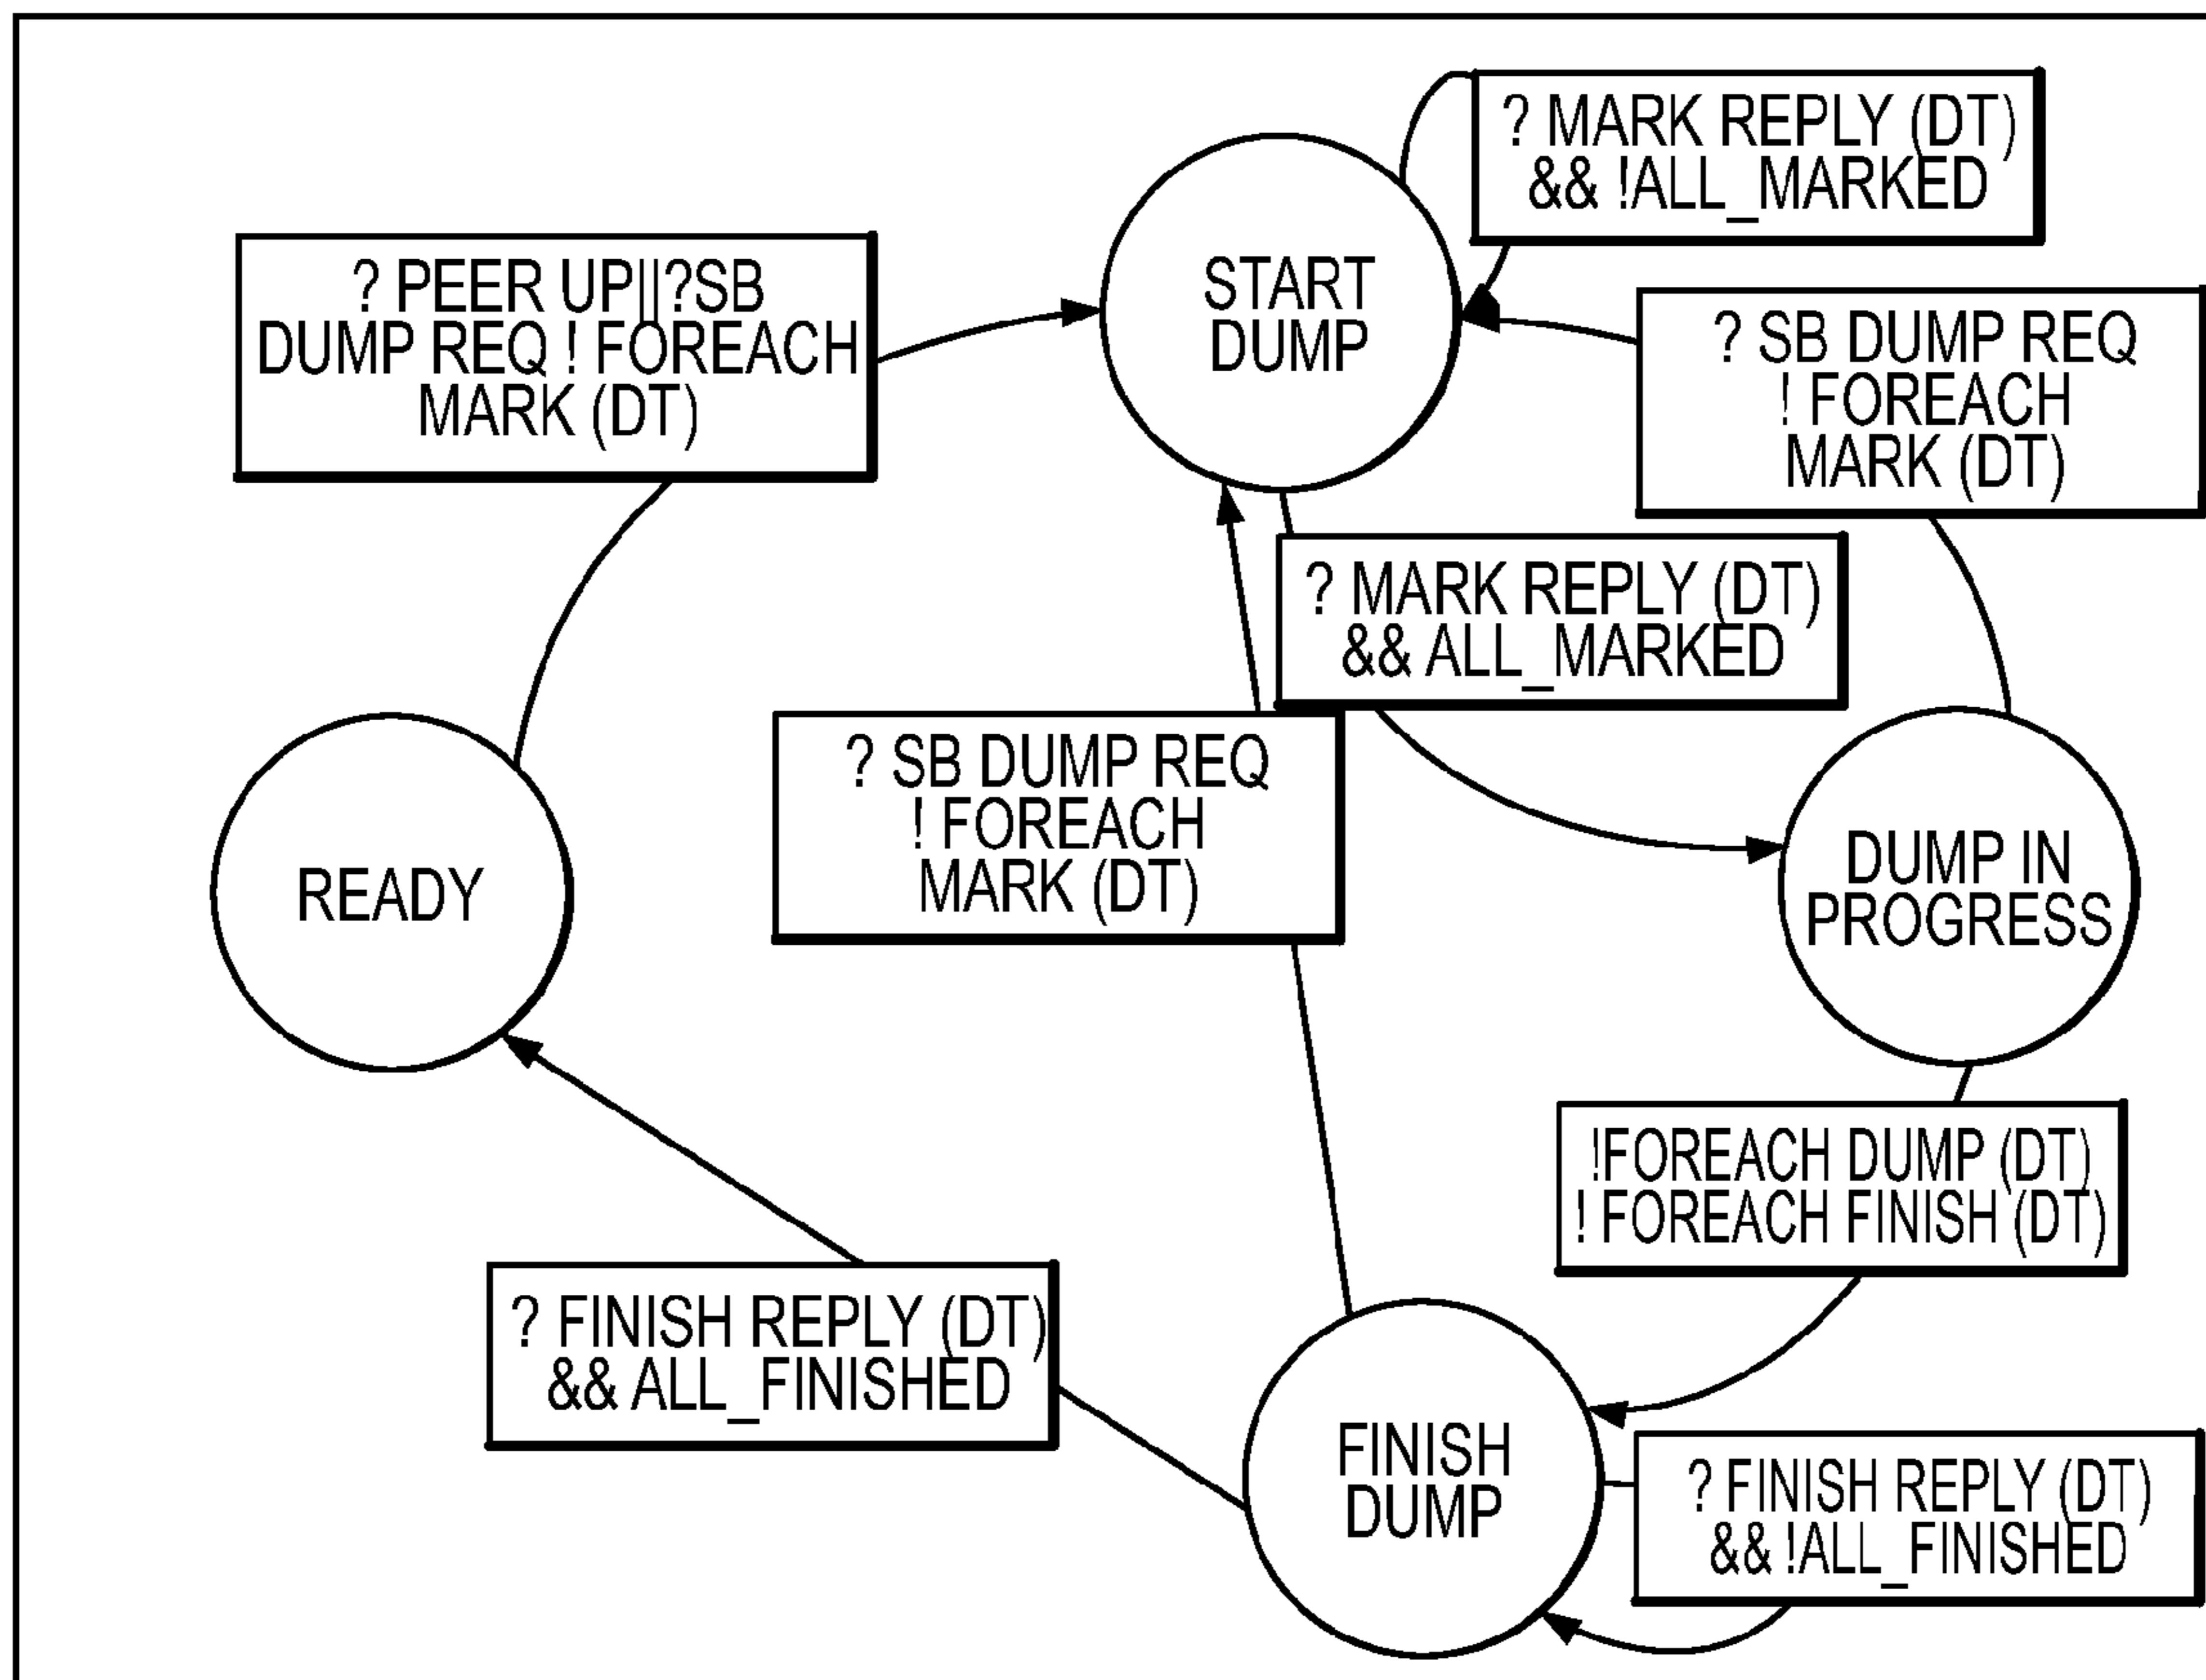 ? MARK REPLY (DT)
&& !ALL_MARKED
? PEER UP||?SB
DUMP REQ ! FOREACH
MARK (DT)
START
DUMP
? SB DUMP REQ
! FOREACH
MARK (DT)
? MARK REPLY (DT)
&& ALL_MARKED
? SB DUMP REQ
! FOREACH
MARK (DT)
READY
DUMP IN
PROGRESS
!FOREACH DUMP (DT)
! FOREACH FINISH (DT)
? FINISH REPLY (DT)
&& ALL_FINISHED
FINISH
DUMP
? FINISH REPLY (DT)
&& !ALL_FINISHED